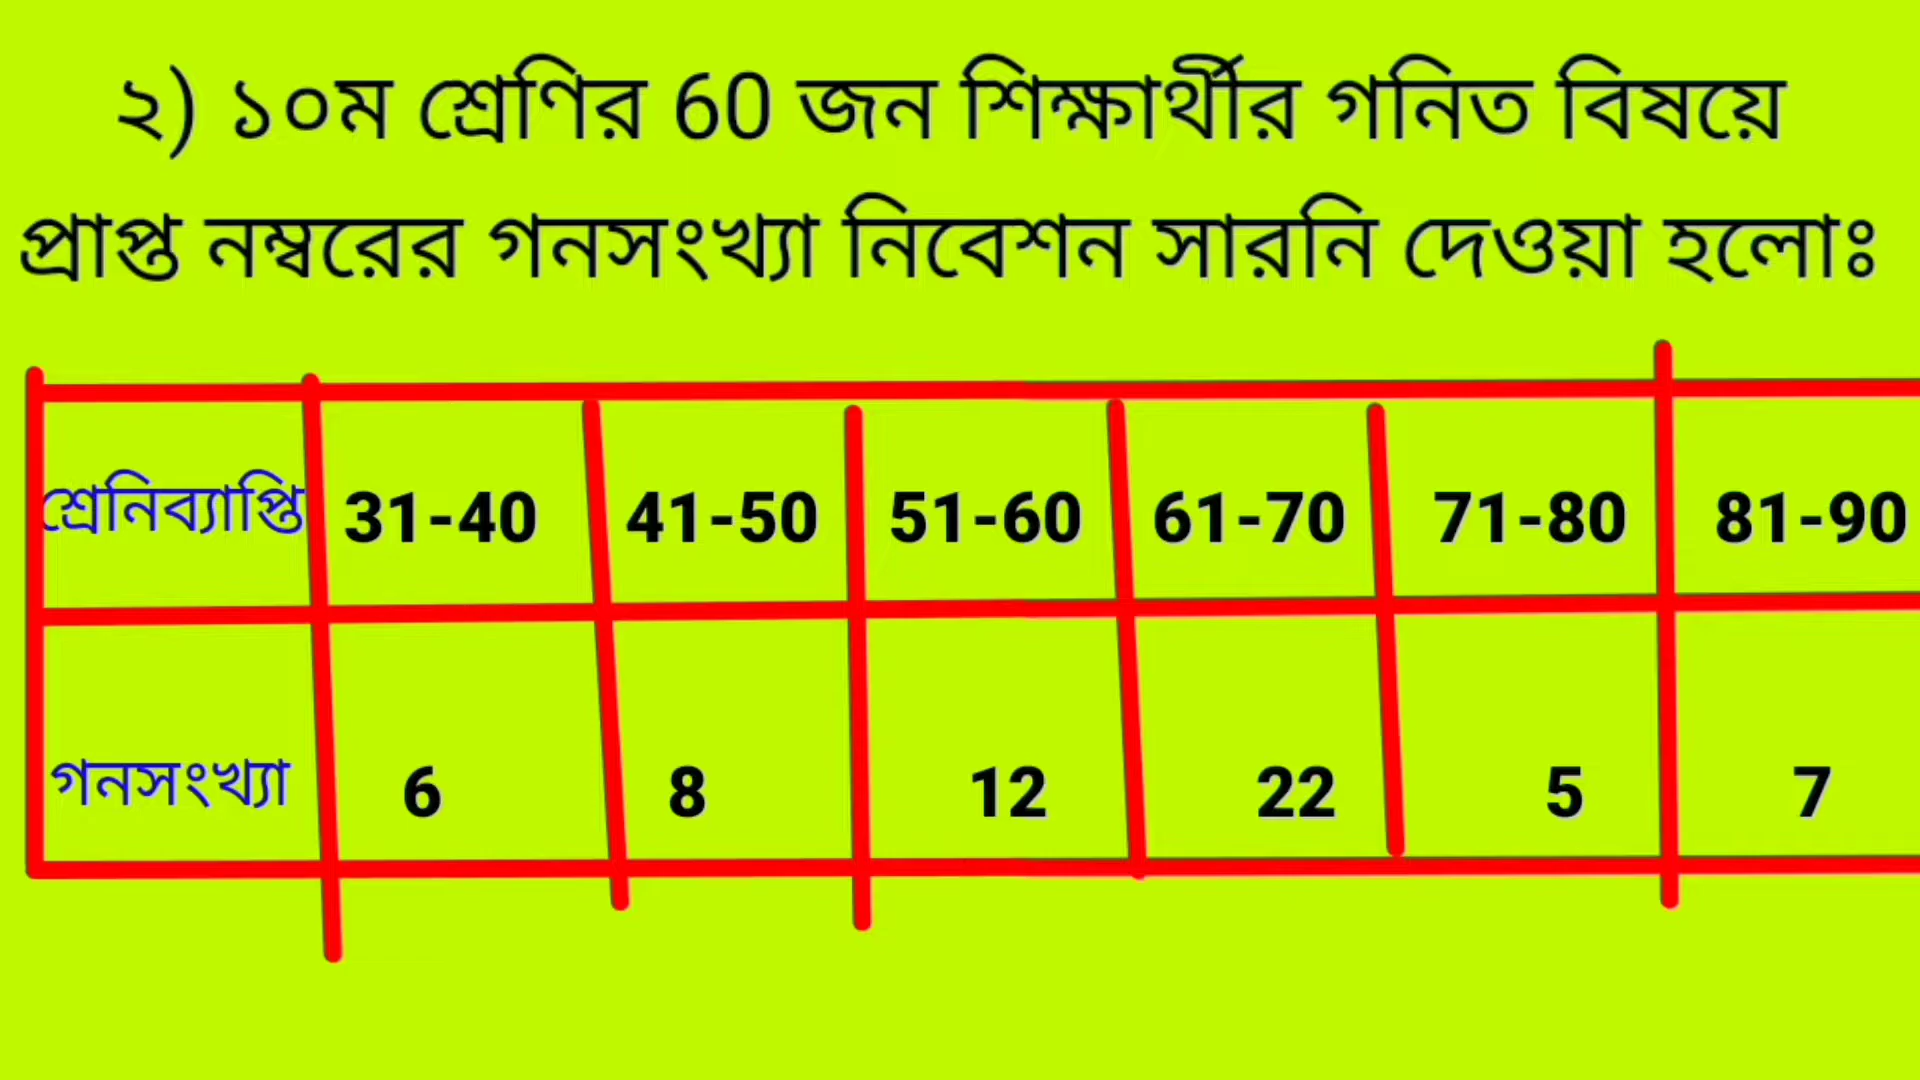 ২) ১০ম শ্রেণির 60 জন শিক্ষার্থীর গনিত বিষয়ে
প্রাপ্ত নম্বরের গনসংখ্যা নিবেশন সারনি দেওয়া হলোঃ
শ্রেনিব্যাপ্তি 31-40 41-50 51-60 61-70 71-80 81-90
গনসংখ্যা 6 8 12 22 5 7